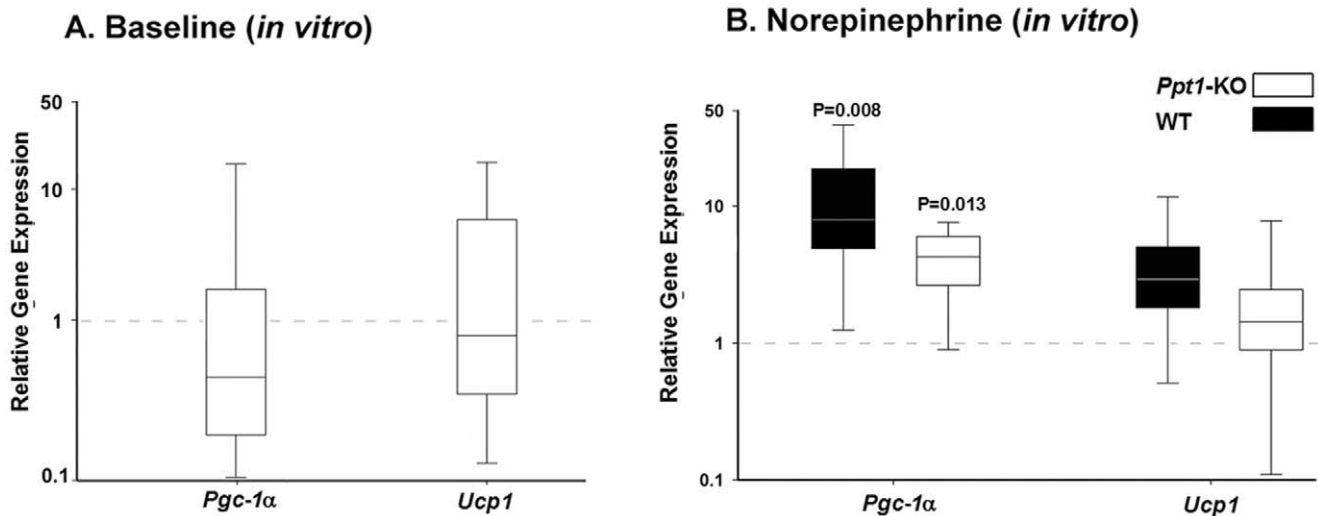 A. Baseline (in vitro)
Relative Gene Expression
50
10
1
0.1
Pgc-1α
Ucp1
B. Norepinephrine (in vitro)
Ppt1-KO
WT
Relative Gene Expression
50
10
1
0.1
P=0.008
P=0.013
Pgc-1α
Ucp1